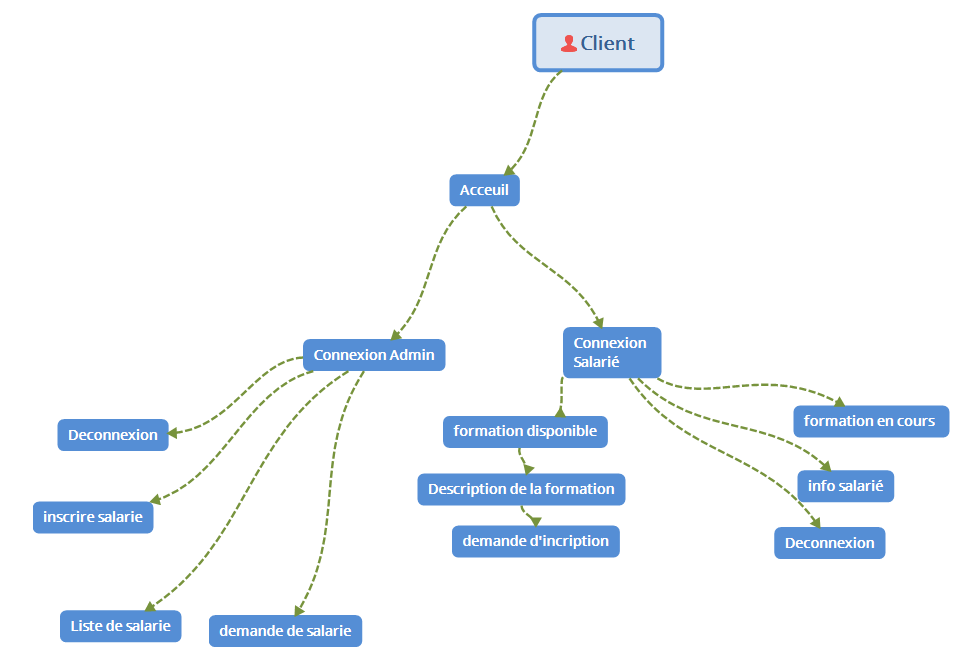 Client
Acceuil
Connexion Admin
Connexion
Salarié
Deconnexion
inscrire salarie
Liste de salarie
demande de salarie
formation disponible
Description de la formation
demande d'incription
formation en cours
info salarié
Deconnexion